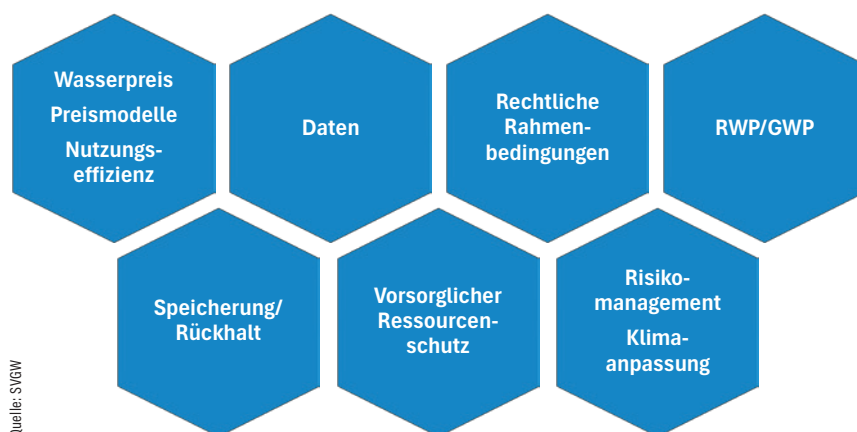 Wasserpreis
Preismodelle
Nutzungs-
effizienz
Daten
Rechtliche
Rahmen-
bedingungen
RWP/GWP
Speicherung/
Rückhalt
Vorsorglicher
Ressourcen-
schutz
Risiko-
management
Klima-
anpassung
Quelle: SVGW